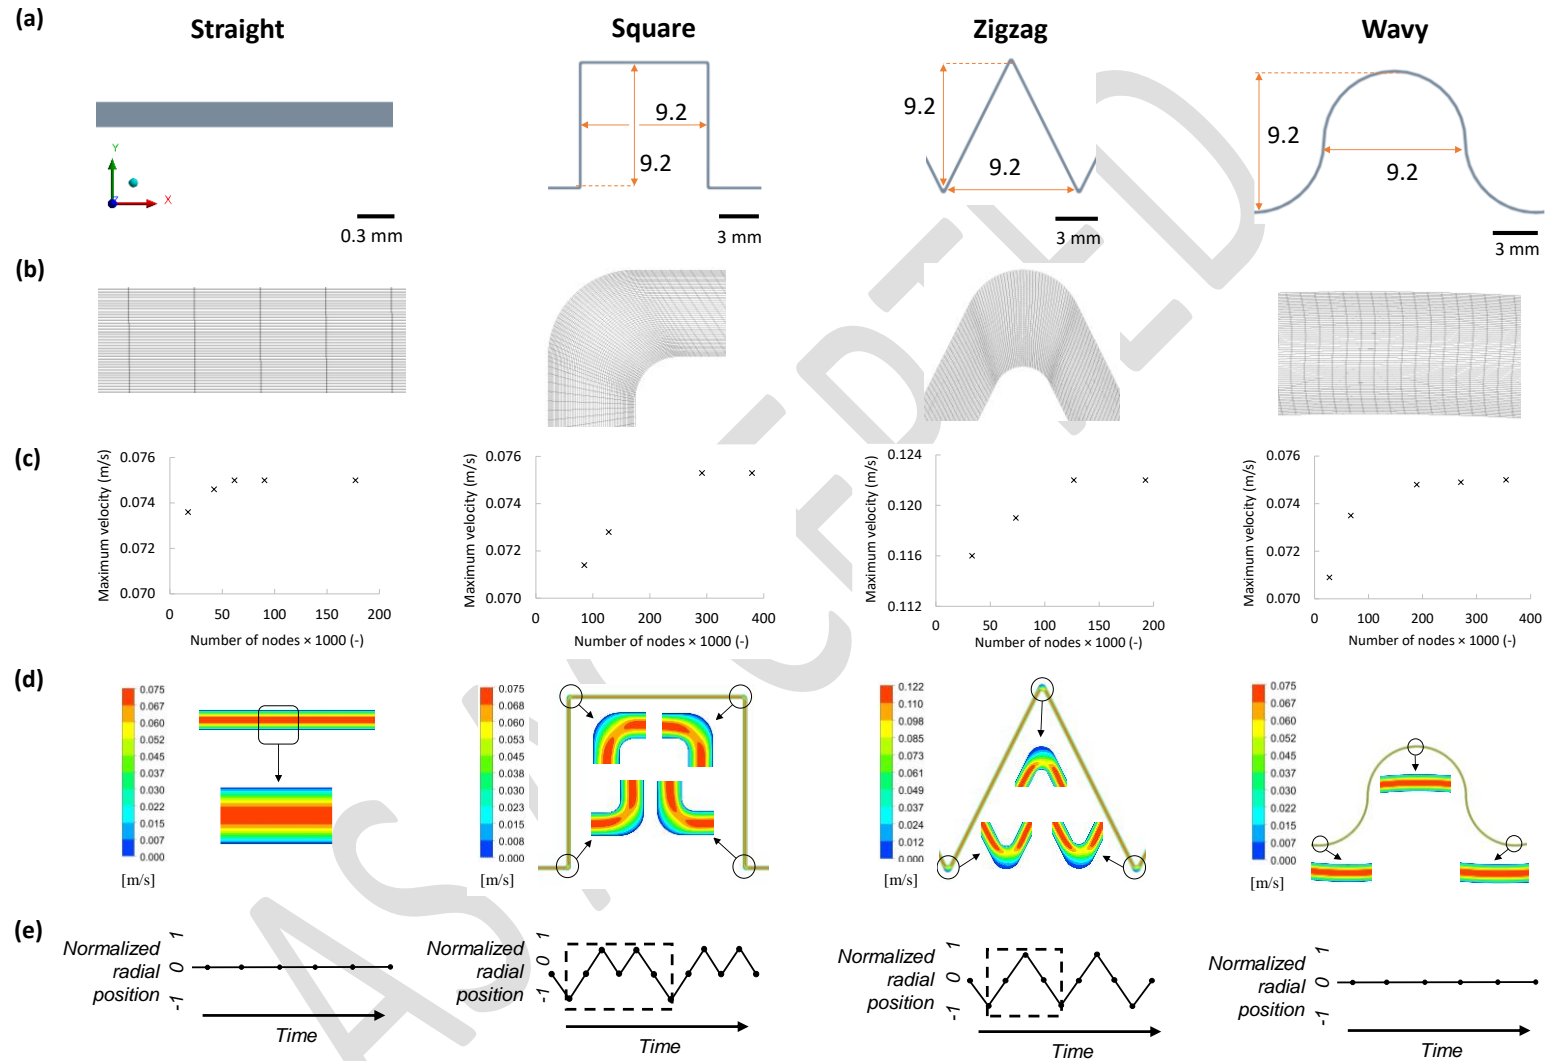 (a)
Straight
Square
Zigzag
Wavy
9.2
9.2
9.2
9.2
9.2
9.2
Y
Z
X
0.3 mm
3 mm
3 mm
3 mm
(b)
(c)
Maximum velocity (m/s)
0.076
0.074
0.072
0.070
0 50 100 150 200
Number of nodes × 1000 (-)
Maximum velocity (m/s)
0.076
0.074
0.072
0.070
0 100 200 300 400
Number of nodes × 1000 (-)
Maximum velocity (m/s)
0.124
0.120
0.116
0.112
0 50 100 150 200
Number of nodes × 1000 (-)
Maximum velocity (m/s)
0.076
0.074
0.072
0.070
0 100 200 300 400
Number of nodes × 1000 (-)
(d)
0.075
0.067
0.060
0.052
0.045
0.037
0.030
0.022
0.015
0.007
0.000
[m/s]
0.075
0.068
0.060
0.053
0.045
0.038
0.030
0.023
0.015
0.008
0.000
[m/s]
0.122
0.110
0.098
0.085
0.073
0.061
0.049
0.037
0.024
0.012
0.000
[m/s]
0.075
0.067
0.060
0.052
0.045
0.037
0.030
0.022
0.015
0.007
0.000
[m/s]
(e)
Normalized
radial
position
1
0
-1
Time
Normalized
radial
position
1
0
-1
Time
Normalized
radial
position
1
0
-1
Time
Normalized
radial
position
1
0
-1
Time